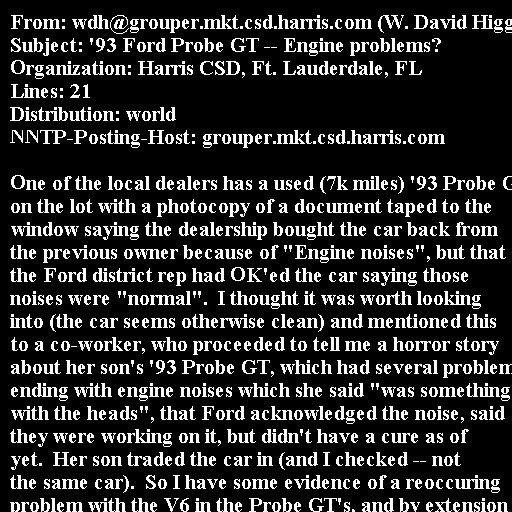 From: wdh@grouper.mkt.csd.harris.com (W. David Higg
Subject: '93 Ford Probe GT -- Engine problems?
Organization: Harris CSD, Ft. Lauderdale, FL
Lines: 21
Distribution: world
NNTP-Posting-Host: grouper.mkt.csd.harris.com

One of the local dealers has a used (7k miles) '93 Probe G
on the lot with a photocopy of a document taped to the
window saying the dealership bought the car back from
the previous owner because of "Engine noises", but that
the Ford district rep had OK'ed the car saying those
noises were "normal".  I thought it was worth looking
into (the car seems otherwise clean) and mentioned this
to a co-worker, who proceeded to tell me a horror story
about her son's '93 Probe GT, which had several problem
ending with engine noises which she said "was something
with the heads", that Ford acknowledged the noise, said
they were working on it, but didn't have a cure as of
yet.  Her son traded the car in (and I checked -- not
the same car).  So I have some evidence of a reoccuring
problem with the V6 in the Probe GT's, and by extension